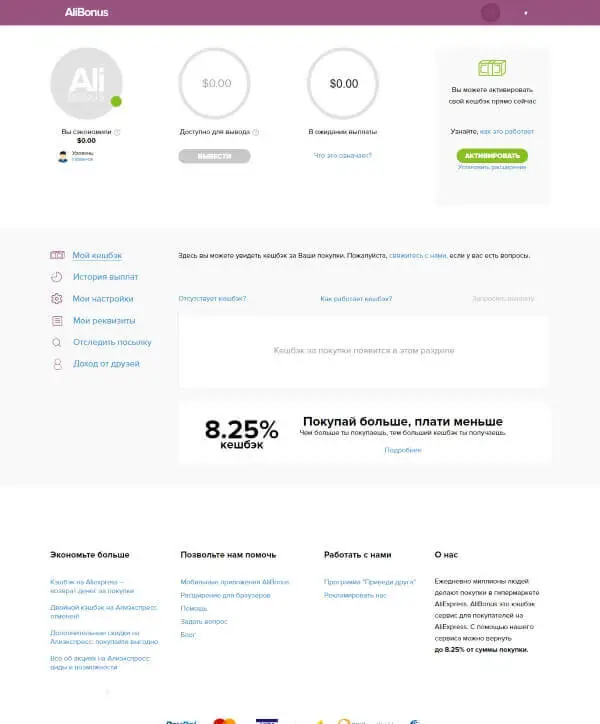 AliBonus
Ali
BONUS
$0.00
$0.00
Вы сэкономили
$0.00
Уровень:
Новичок
Доступно для вывода
ВЫВЕСТИ
В ожидании выплаты
Что это означает?
Вы можете активировать
свой кешбэк прямо сейчас
Узнайте, как это работает
АКТИВИРОВАТЬ
Установить расширение
Мой кешбэк
История выплат
Мои настройки
Мои реквизиты
Отследить посылку
Доход от друзей
Здесь вы можете увидеть кешбэк за Ваши покупки. Пожалуйста, свяжитесь с нами, если у вас есть вопросы.
Отсутствует кешбэк?
Как работает кешбэк?
Запросить выплату
Кешбэк за покупки появится в этом разделе
8.25%
кешбэк
Покупай больше, плати меньше
Чем больше ты покупаешь, тем больший кешбэк ты получаешь.
Подробнее
Экономьте больше
Кэшбэк на Aliexpress –
возврат денег за покупки
Двойной кэшбэк на Алиэкспресс
отменен!
Дополнительные скидки на
Алиэкспресс: покупайте выгодно
Все об акциях на Алиэкспресс:
виды и возможности
Позвольте нам помочь
Мобильные приложения AliBonus
Расширение для браузеров
Помощь
Задать вопрос
Блог
Работать с нами
Программа "Приведи друга"
Рекламировать нас
О нас
Ежедневно миллионы людей
делают покупки в гипермаркете
AliExpress. AliBonus это кэшбэк
сервис для покупателей на
AliExpress. С помощью нашего
сервиса можно вернуть
до 8.25% от суммы покупки.
PayPal